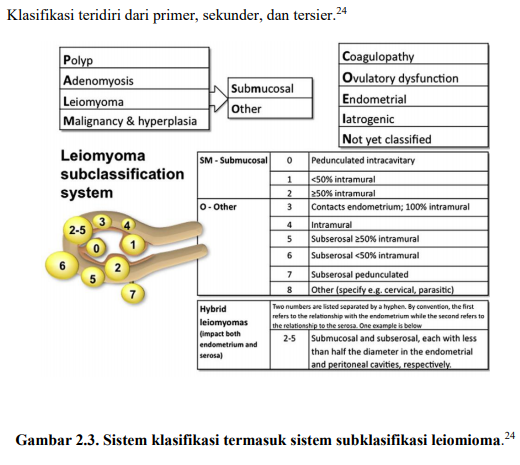 Klasifikasi teridiri dari primer, sekunder, dan tersier.24
Polyp
Adenomyosis
Leiomyoma
Malignancy & hyperplasia
Submucosal
Other
Coagulopathy
Ovulatory dysfunction
Endometrial
Iatrogenic
Not yet classified
Leiomyoma
subclassification
system
3
4
2-5
0
1
6
2
5
7
SM - Submucosal 0 Pedunculated intracavitary
1 <50% intramural
2 ≥50% intramural
O - Other 3 Contacts endometrium; 100% intramural
4 Intramural
5 Subserosal ≥50% intramural
6 Subserosal <50% intramural
7 Subserosal pedunculated
8 Other (specify e.g. cervical, parasitic)
Hybrid
leiomyomas
(impact both
endometrium and
serosa)
Two numbers are listed separated by a hyphen. By convention, the first
refers to the relationship with the endometrium while the second refers to
the relationship to the serosa. One example is below
2-5 Submucosal and subserosal, each with less
than half the diameter in the endometrial
and peritoneal cavities, respectively.
Gambar 2.3. Sistem klasifikasi termasuk sistem subklasifikasi leiomioma.24